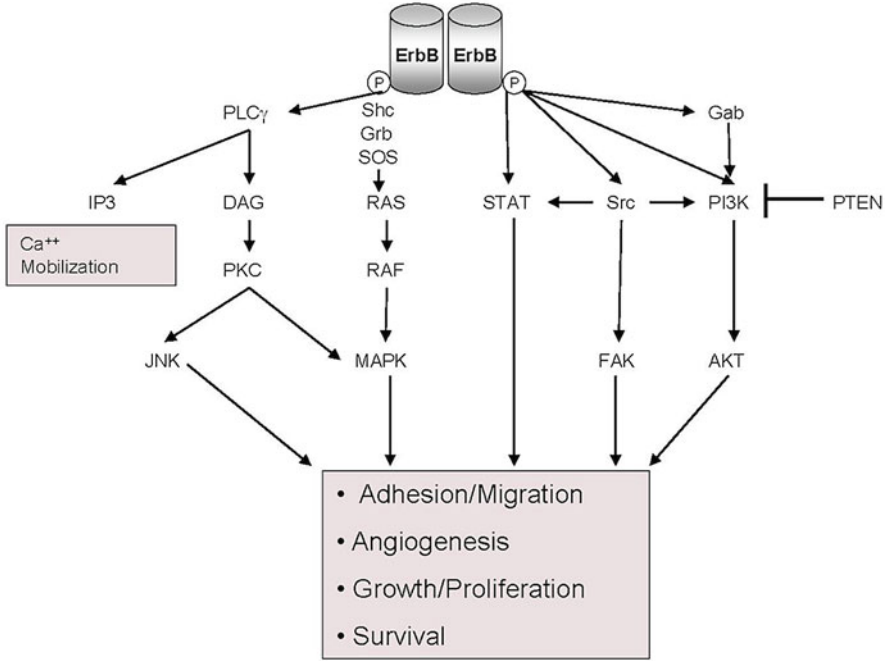 ErbB ErbB
P P
PLCγ Shc Gab
Grb
SOS
IP3 DAG RAS STAT Src PI3K PTEN
Ca++
Mobilization
PKC RAF
JNK MAPK FAK AKT
• Adhesion/Migration
• Angiogenesis
• Growth/Proliferation
• Survival